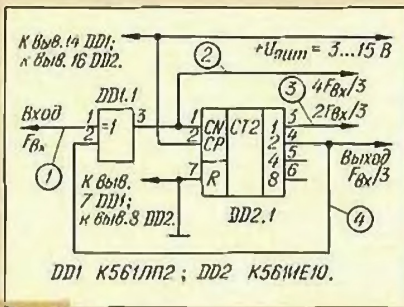 К выв.14 DD1;
к выв. 16 DD2.
+Uпит = 3...15 В
2
4Fвх/3
3
2Fвх/3
DD1.1
Вход
1
2
=1
3
Fвх
1
1
2
CN
CP
CT2
1
2
4
8
3
4
5
6
7
R
Выход
Fвх/3
К выв.
7 DD1;
к выв.8 DD2.
DD2.1
4
DD1 К561ЛП2; DD2 К561ИЕ10.